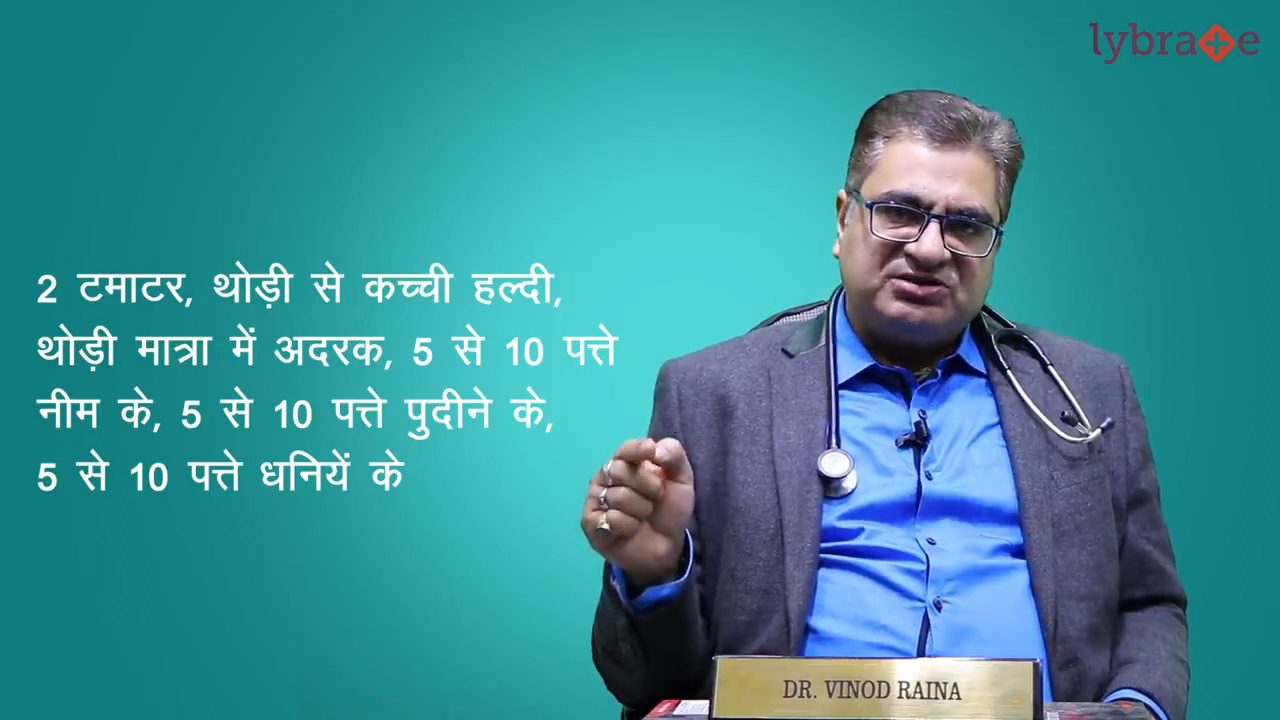 lybrate
2 टमाटर, थोड़ी से कच्ची हल्दी,
थोड़ी मात्रा में अदरक, 5 से 10 पत्ते
नीम के, 5 से 10 पत्ते पुदीने के,
5 से 10 पत्ते धनियें के
DR. VINOD RAINA